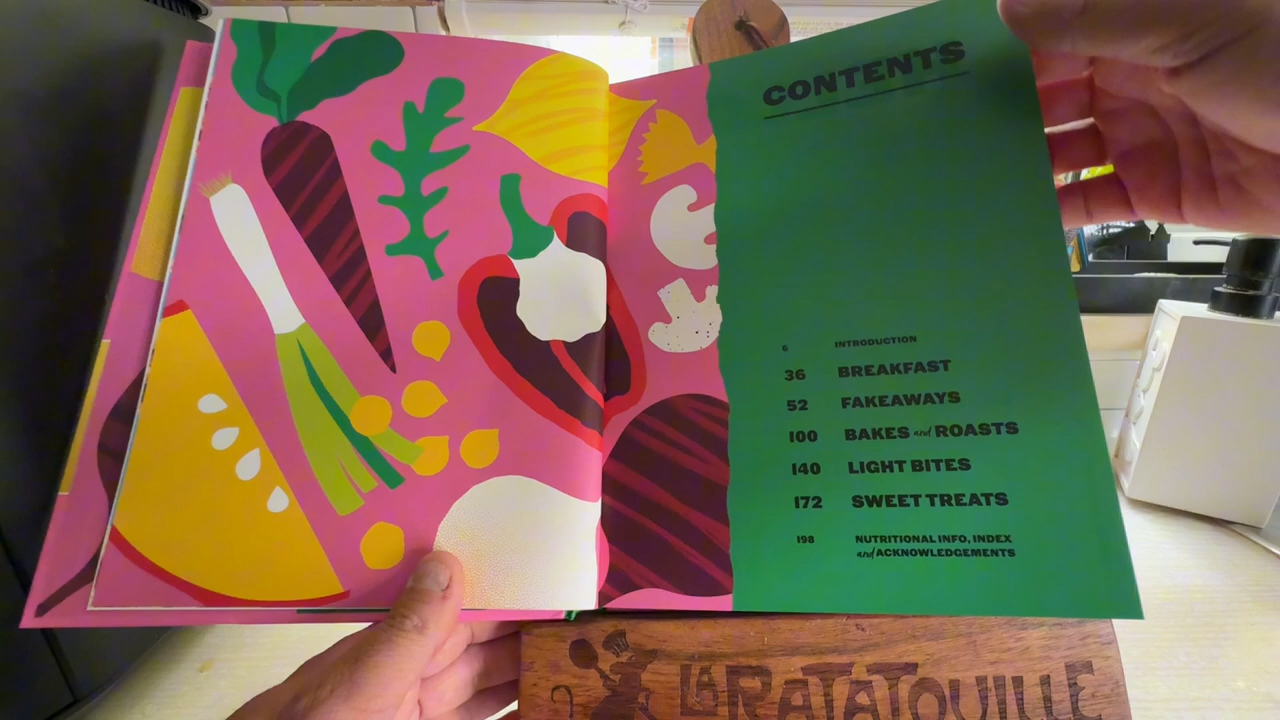 CONTENTS
6 INTRODUCTION
36 BREAKFAST
52 FAKEAWAYS
100 BAKES and ROASTS
140 LIGHT BITES
172 SWEET TREATS
198 NUTRITIONAL INFO, INDEX
and ACKNOWLEDGEMENTS
LA RATATOUILLE